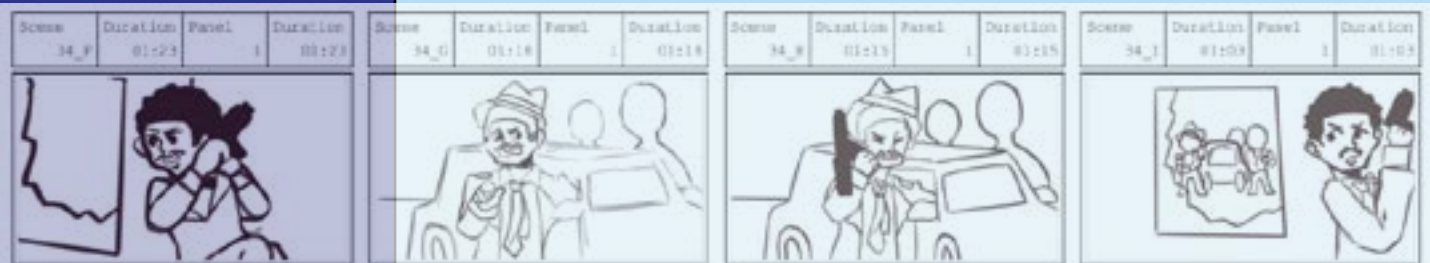 Scene Duration Panel Duration
34_F 01:23 1 01:23
Scene Duration Panel Duration
34_G 01:18 1 01:18
Scene Duration Panel Duration
34_H 01:15 1 01:15
Scene Duration Panel Duration
34_I 01:03 1 01:03